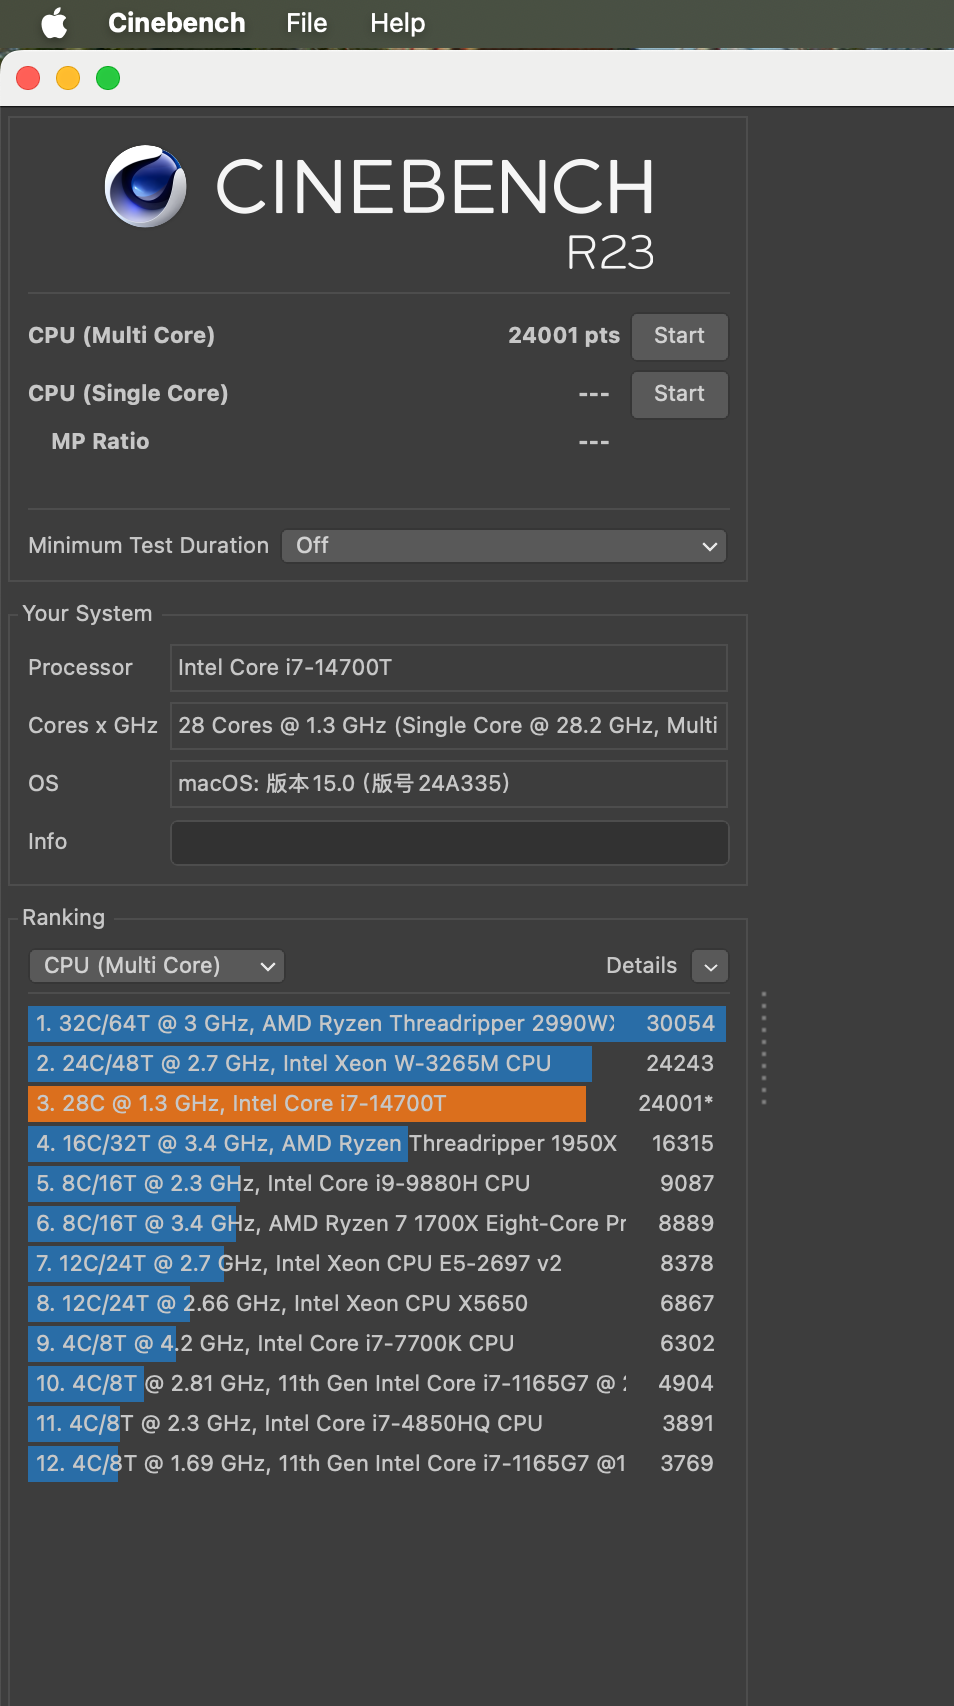 Cinebench File Help
CINEBENCH
R23
CPU (Multi Core) 24001 pts Start
CPU (Single Core) --- Start
MP Ratio ---
Minimum Test Duration Off
Your System
Processor Intel Core i7-14700T
Cores x GHz 28 Cores @ 1.3 GHz (Single Core @ 28.2 GHz, Multi
OS macOS: 版本 15.0 (版号 24A335)
Info
Ranking
CPU (Multi Core) Details
1. 32C/64T @ 3 GHz, AMD Ryzen Threadripper 2990WX 30054
2. 24C/48T @ 2.7 GHz, Intel Xeon W-3265M CPU 24243
3. 28C @ 1.3 GHz, Intel Core i7-14700T 24001*
4. 16C/32T @ 3.4 GHz, AMD Ryzen Threadripper 1950X 16315
5. 8C/16T @ 2.3 GHz, Intel Core i9-9880H CPU 9087
6. 8C/16T @ 3.4 GHz, AMD Ryzen 7 1700X Eight-Core Pr 8889
7. 12C/24T @ 2.7 GHz, Intel Xeon CPU E5-2697 v2 8378
8. 12C/24T @ 2.66 GHz, Intel Xeon CPU X5650 6867
9. 4C/8T @ 4.2 GHz, Intel Core i7-7700K CPU 6302
10. 4C/8T @ 2.81 GHz, 11th Gen Intel Core i7-1165G7 @ 4904
11. 4C/8T @ 2.3 GHz, Intel Core i7-4850HQ CPU 3891
12. 4C/8T @ 1.69 GHz, 11th Gen Intel Core i7-1165G7 @1 3769